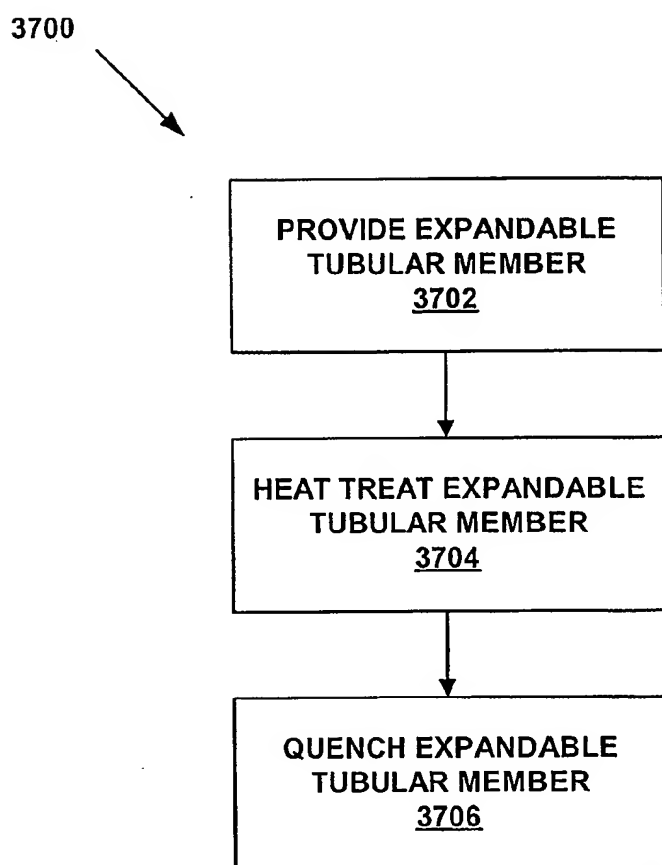 3700
PROVIDE EXPANDABLE
TUBULAR MEMBER
3702
HEAT TREAT EXPANDABLE
TUBULAR MEMBER
3704
QUENCH EXPANDABLE
TUBULAR MEMBER
3706